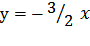 y = – 3/2 x